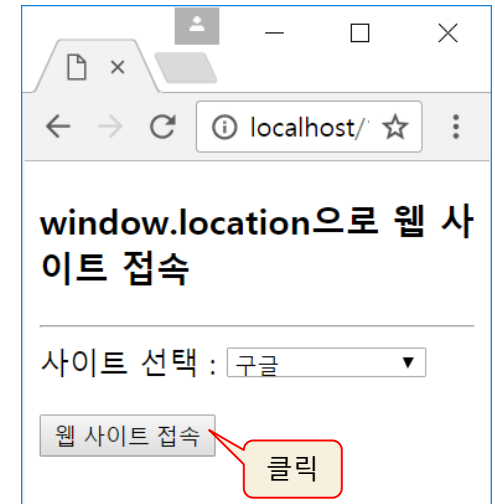 localhost/
window.location으로 웹 사
이트 접속
사이트 선택 : 구글
웹 사이트 접속
클릭